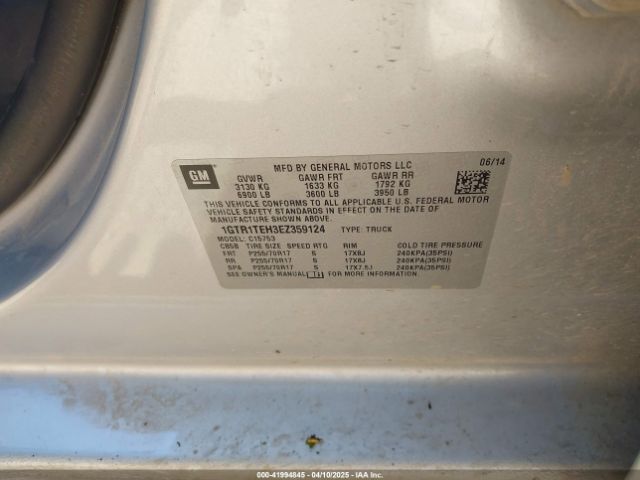 GM
MFD BY GENERAL MOTORS LLC 06/14
GVWR GAWR FRT GAWR RR
3130 KG 1633 KG 1792 KG
6900 LB 3600 LB 3950 LB
THIS VEHICLE CONFORMS TO ALL APPLICABLE U.S. FEDERAL MOTOR
VEHICLE SAFETY STANDARDS IN EFFECT ON THE DATE OF
MANUFACTURE SHOWN ABOVE.
1GTR1TEH3EZ359124 TYPE: TRUCK
MODEL: C15753
TIRE SIZE SPEED RTG RIM COLD TIRE PRESSURE
FRT P255/70R17 S 17X8J 240KPA(35PSI)
RR P255/70R17 S 17X8J 240KPA(35PSI)
SPA P255/70R17 S 17X7.5J 240KPA(35PSI)
SEE OWNER'S MANUAL FOR MORE INFORMATION.
000-41994845 - 04/10/2025 - IAA Inc.